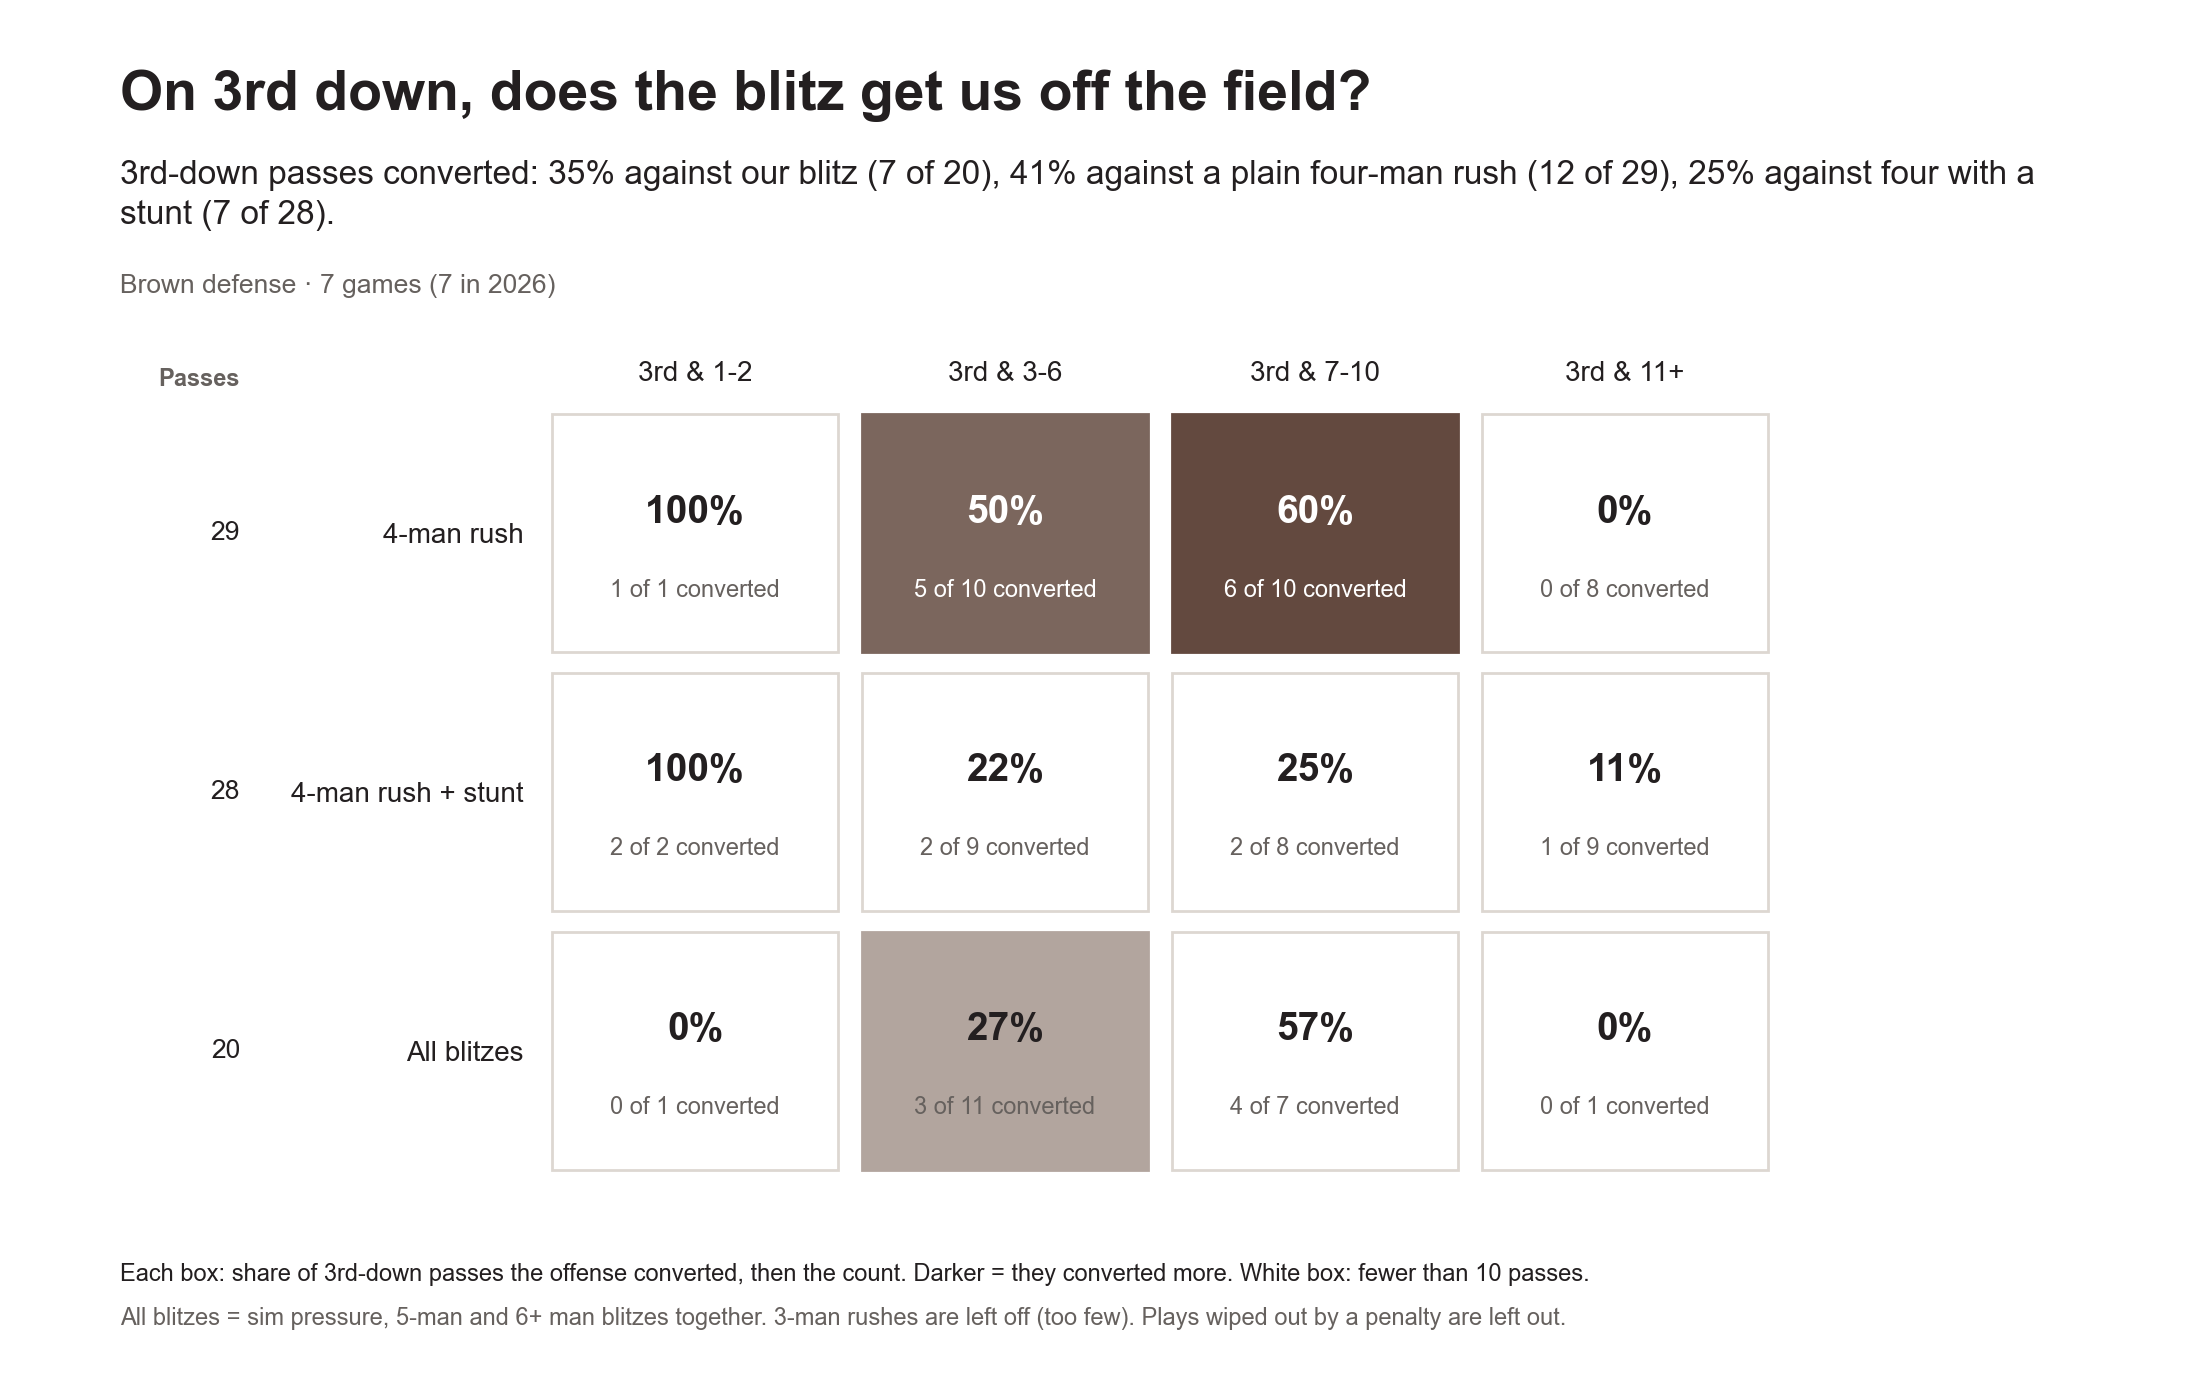 On 3rd down, does the blitz get us off the field?
3rd-down passes converted: 35% against our blitz (7 of 20), 41% against a plain four-man rush (12 of 29), 25% against four with a
stunt (7 of 28).
Brown defense · 7 games (7 in 2026)
Passes 3rd & 1-2 3rd & 3-6 3rd & 7-10 3rd & 11+
29 4-man rush 100% 50% 60% 0%
1 of 1 converted 5 of 10 converted 6 of 10 converted 0 of 8 converted
28 4-man rush + stunt 100% 22% 25% 11%
2 of 2 converted 2 of 9 converted 2 of 8 converted 1 of 9 converted
20 All blitzes 0% 27% 57% 0%
0 of 1 converted 3 of 11 converted 4 of 7 converted 0 of 1 converted
Each box: share of 3rd-down passes the offense converted, then the count. Darker = they converted more. White box: fewer than 10 passes.
All blitzes = sim pressure, 5-man and 6+ man blitzes together. 3-man rushes are left off (too few). Plays wiped out by a penalty are left out.